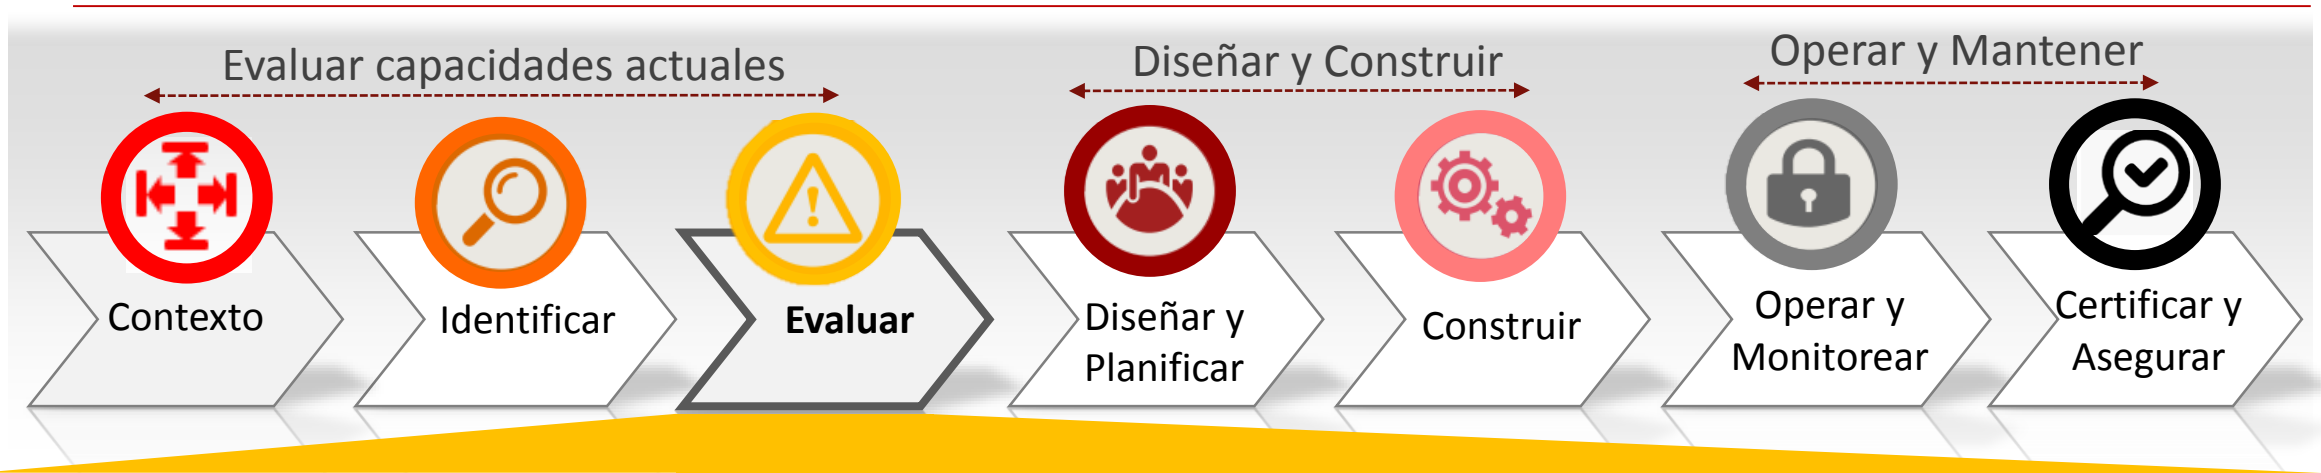 Evaluar capacidades actuales
Diseñar y Construir
Operar y Mantener
Contexto
Identificar
Evaluar
Diseñar y
Planificar
Construir
Operar y
Monitorear
Certificar y
Asegurar